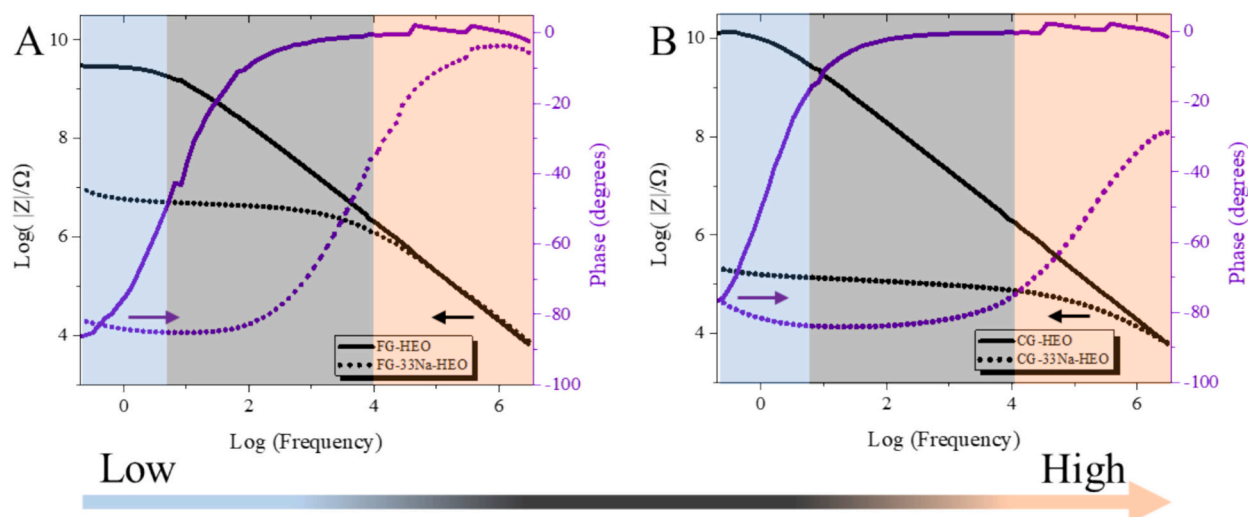 A
10
8
6
4
Log( |Z|/Ω)
0
-20
-40
-60
-80
-100
Phase (degrees)
FG-HEO
FG-33Na-HEO
0
2
4
6
Log (Frequency)
B
10
8
6
4
Log( |Z|/Ω)
0
-20
-40
-60
-80
-100
Phase (degrees)
CG-HEO
CG-33Na-HEO
0
2
4
6
Log (Frequency)
Low
High